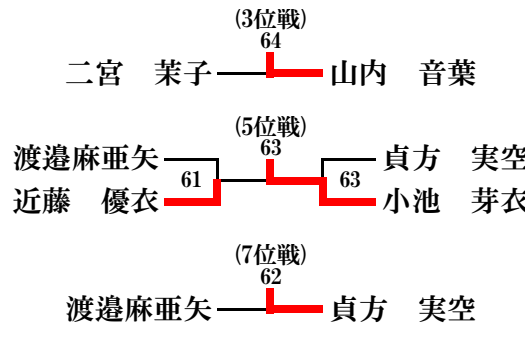 (3位戦)
64
二宮　茉子　山内　音葉
(5位戦)
63
渡邉麻亜矢　貞方　実空
61　63
近藤　優衣　小池　芽衣
(7位戦)
62
渡邉麻亜矢　貞方　実空